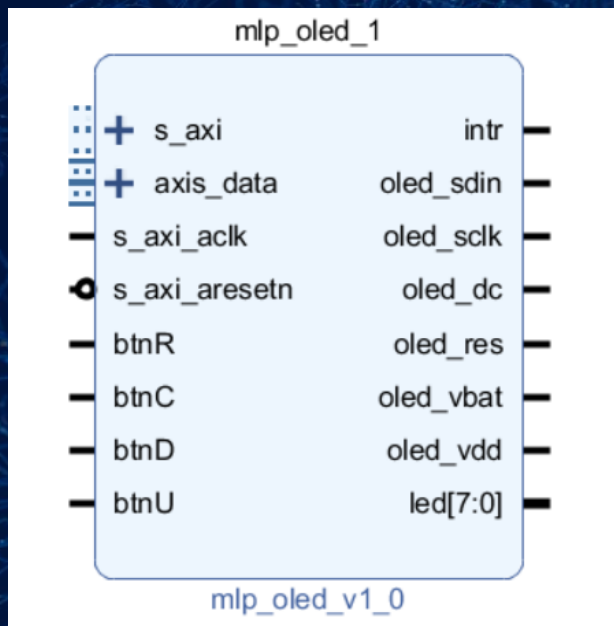 mlp_oled_1
s_axi intr
axis_data oled_sdin
s_axi_aclk oled_sclk
s_axi_aresetn oled_dc
btnR oled_res
btnC oled_vbat
btnD oled_vdd
btnU led[7:0]
mlp_oled_v1_0